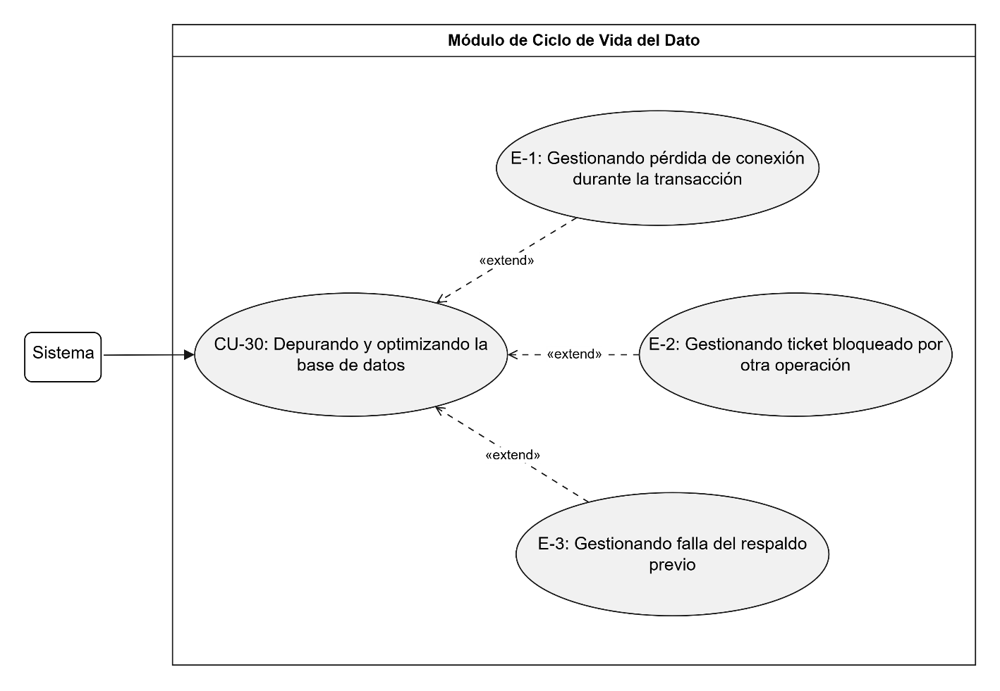 Módulo de Ciclo de Vida del Dato
E-1: Gestionando pérdida de conexión
durante la transacción
«extend»
Sistema
CU-30: Depurando y optimizando la
base de datos
«extend»
E-2: Gestionando ticket bloqueado por
otra operación
«extend»
E-3: Gestionando falla del respaldo
previo